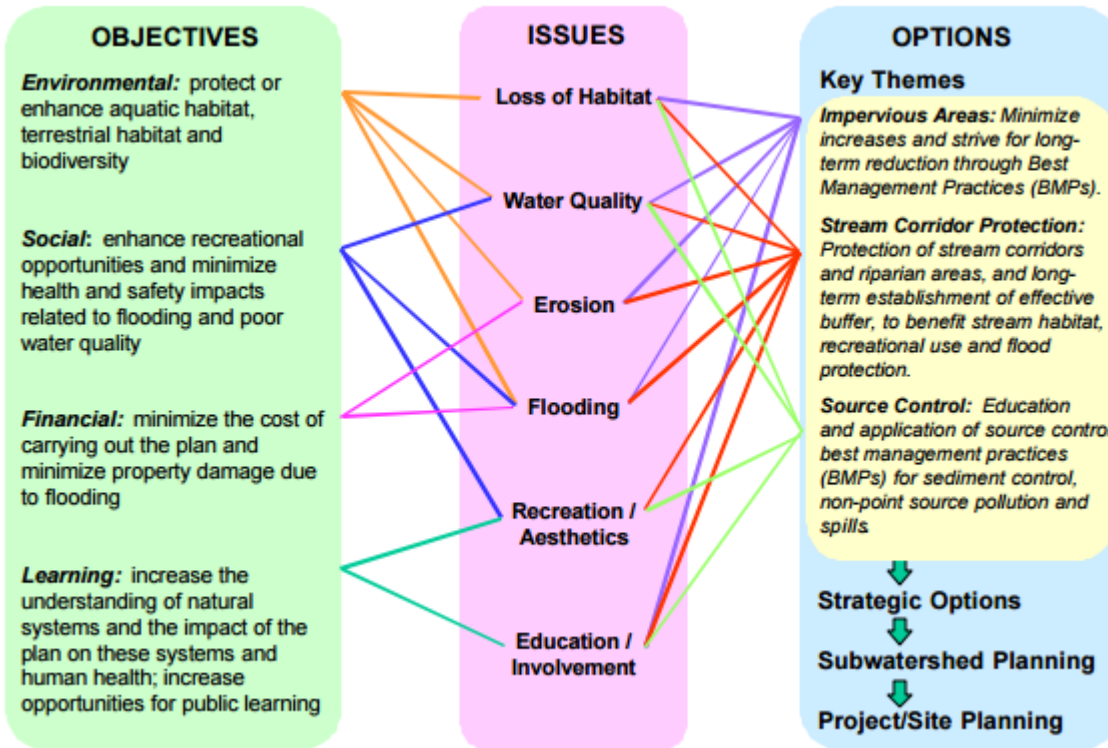 OBJECTIVES
Environmental: protect or
enhance aquatic habitat,
terrestrial habitat and
biodiversity
Social: enhance recreational
opportunities and minimize
health and safety impacts
related to flooding and poor
water quality
Financial: minimize the cost of
carrying out the plan and
minimize property damage due
to flooding
Learning: increase the
understanding of natural
systems and the impact of the
plan on these systems and
human health; increase
opportunities for public learning
ISSUES
Loss of Habitat
Water Quality
Erosion
Flooding
Recreation /
Aesthetics
Education /
Involvement
OPTIONS
Key Themes
Impervious Areas: Minimize
increases and strive for long-
term reduction through Best
Management Practices (BMPs).
Stream Corridor Protection:
Protection of stream corridors
and riparian areas, and long-
term establishment of effective
buffer, to benefit stream habitat,
recreational use and flood
protection.
Source Control: Education
and application of source control
best management practices
(BMPs) for sediment control,
non-point source pollution and
spills.
Strategic Options
Subwatershed Planning
Project/Site Planning